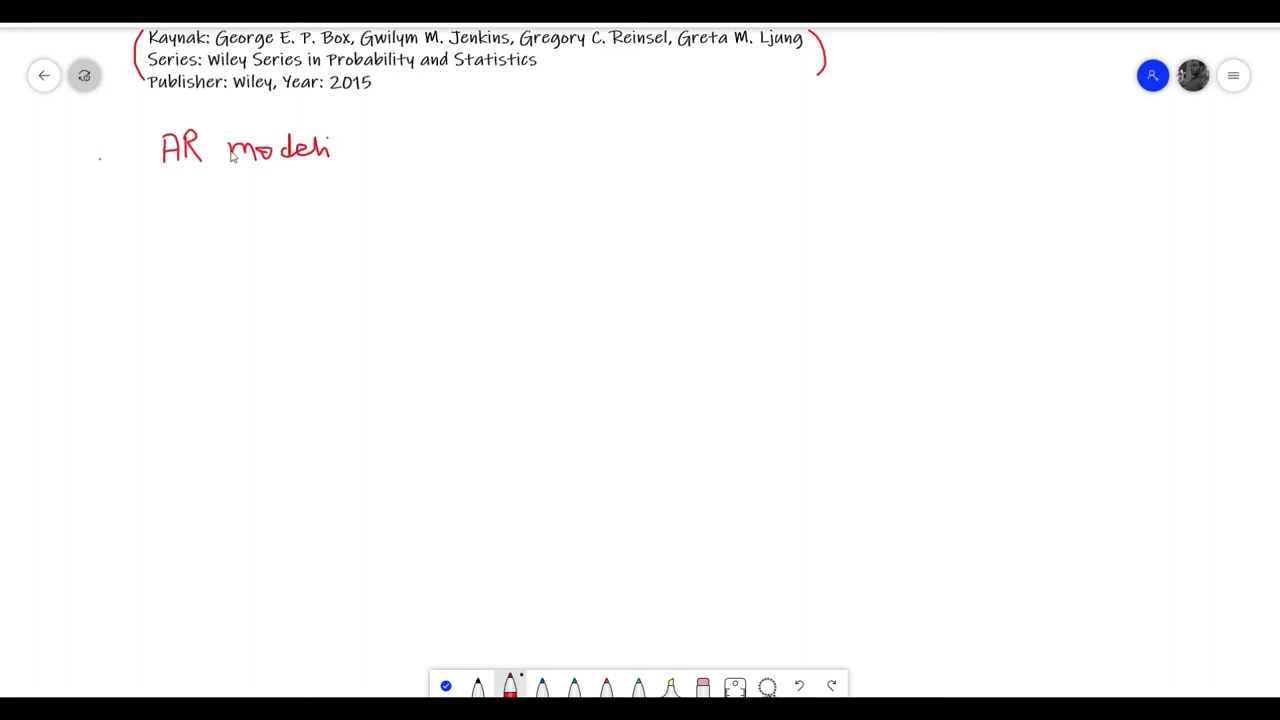 Kaynak: George E. P. Box, Gwilym M. Jenkins, Gregory C. Reinsel, Greta M. Ljung
Series: Wiley Series in Probability and Statistics
Publisher: Wiley, Year: 2015
AR modeli